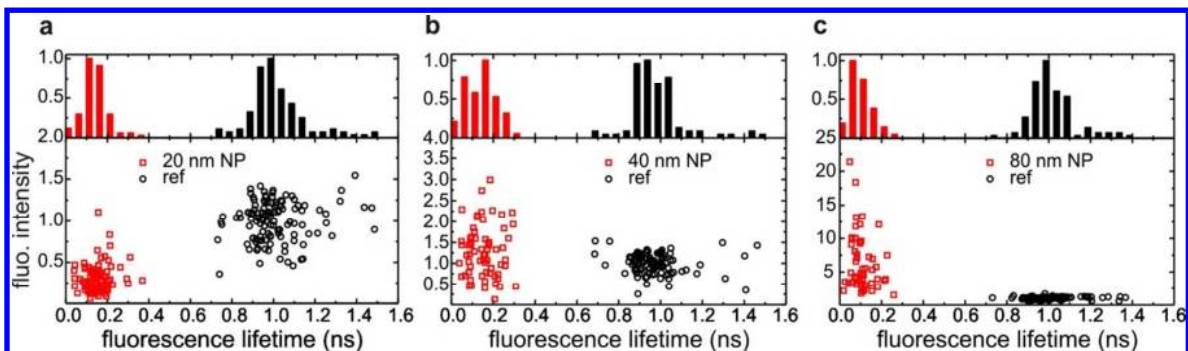 a b c
1.0 1.0 1.0
0.5 0.5 0.5
2.0 4.0 25
20 nm NP 40 nm NP 80 nm NP
ref ref ref
1.5 3.5 20
1.0 3.0 15
0.5 2.5 10
2.0 5
1.5 0
1.0
0.5
fluo. intensity
0.0 0.2 0.4 0.6 0.8 1.0 1.2 1.4 1.6 0.0 0.2 0.4 0.6 0.8 1.0 1.2 1.4 1.6 0.0 0.2 0.4 0.6 0.8 1.0 1.2 1.4 1.6
fluorescence lifetime (ns) fluorescence lifetime (ns) fluorescence lifetime (ns)